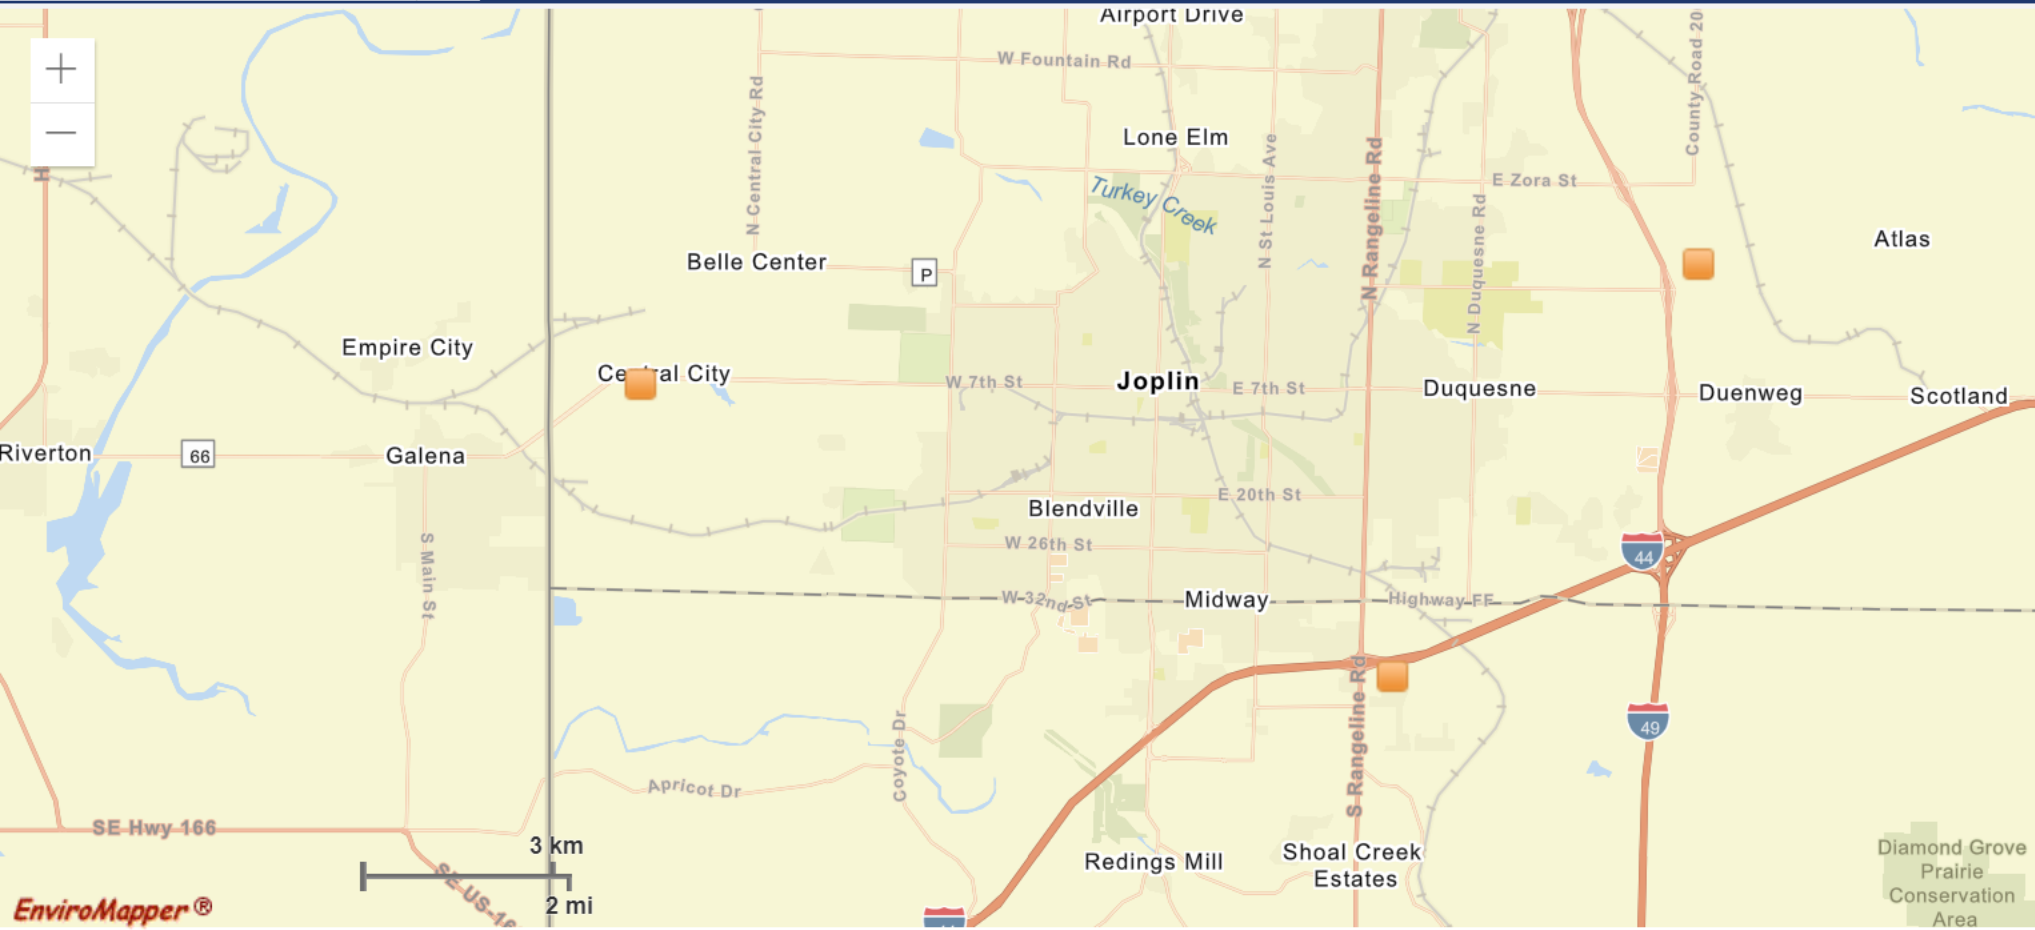 Airport Drive
W Fountain Rd
N Central City Rd
County Road 20
Lone Elm
N St Louis Ave
N Rangeline Rd
H
E Zora St
Turkey Creek
N Duquesne Rd
Atlas
Belle Center
P
Empire City
Central City
W 7th St
Joplin
E 7th St
Duquesne
Duenweg
Scotland
Riverton
66
Galena
E 20th St
Blendville
S Main St
W 26th St
44
W 32nd St
Midway
Highway FF
49
S Rangeline Rd
Coyote Dr
Apricot Dr
SE Hwy 166
3 km
2 mi
SE US-16
Redings Mill
Shoal Creek
Estates
Diamond Grove
Prairie
Conservation
Area
EnviroMapper ®